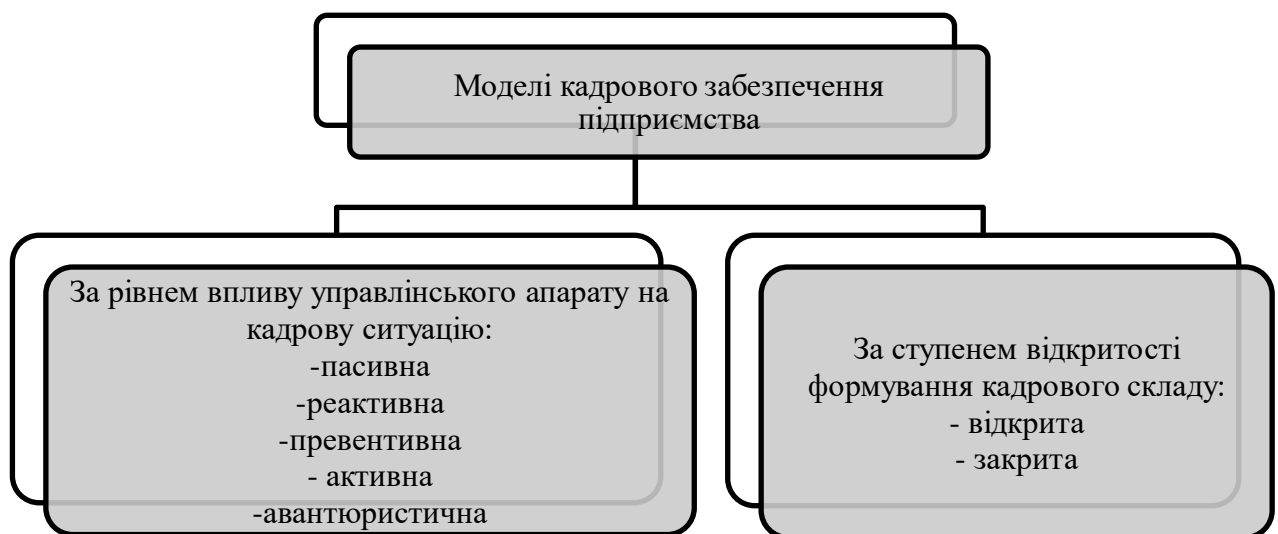 Моделі кадрового забезпечення
підприємства
За рівнем впливу управлінського апарату на
кадрову ситуацію:
-пасивна
-реактивна
-превентивна
- активна
-авантюристична
За ступенем відкритості
формування кадрового складу:
- відкрита
- закрита